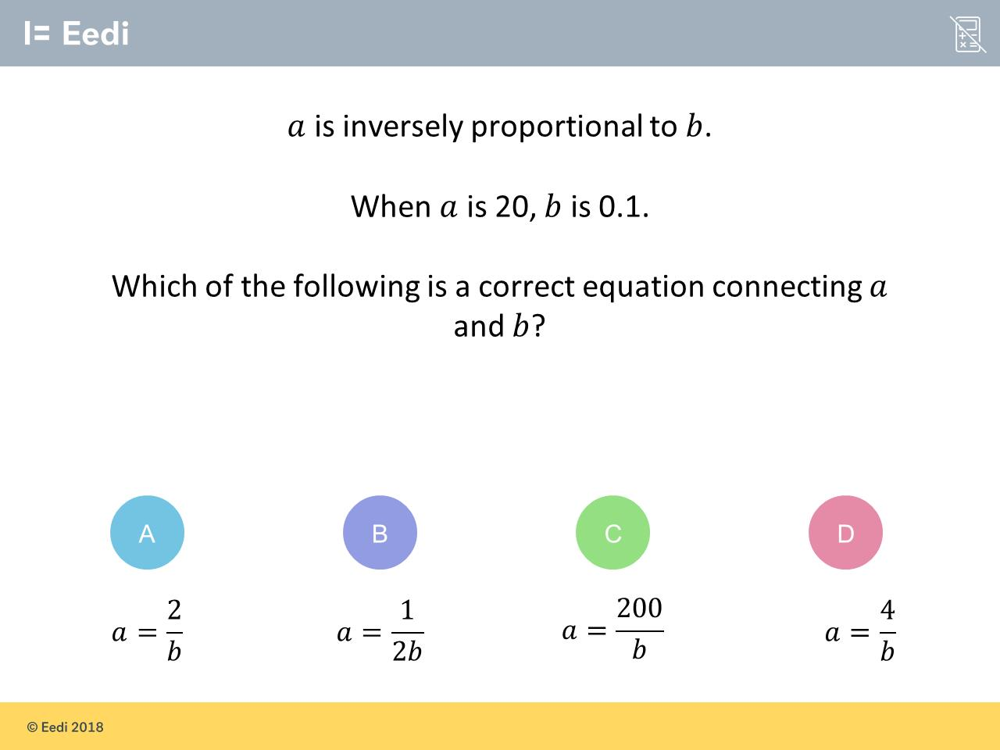 Eedi
a is inversely proportional to b.
When a is 20, b is 0.1.
Which of the following is a correct equation connecting a
and b?
A
B
C
D
a = 2/b
a = 1/2b
a = 200/b
a = 4/b
© Eedi 2018